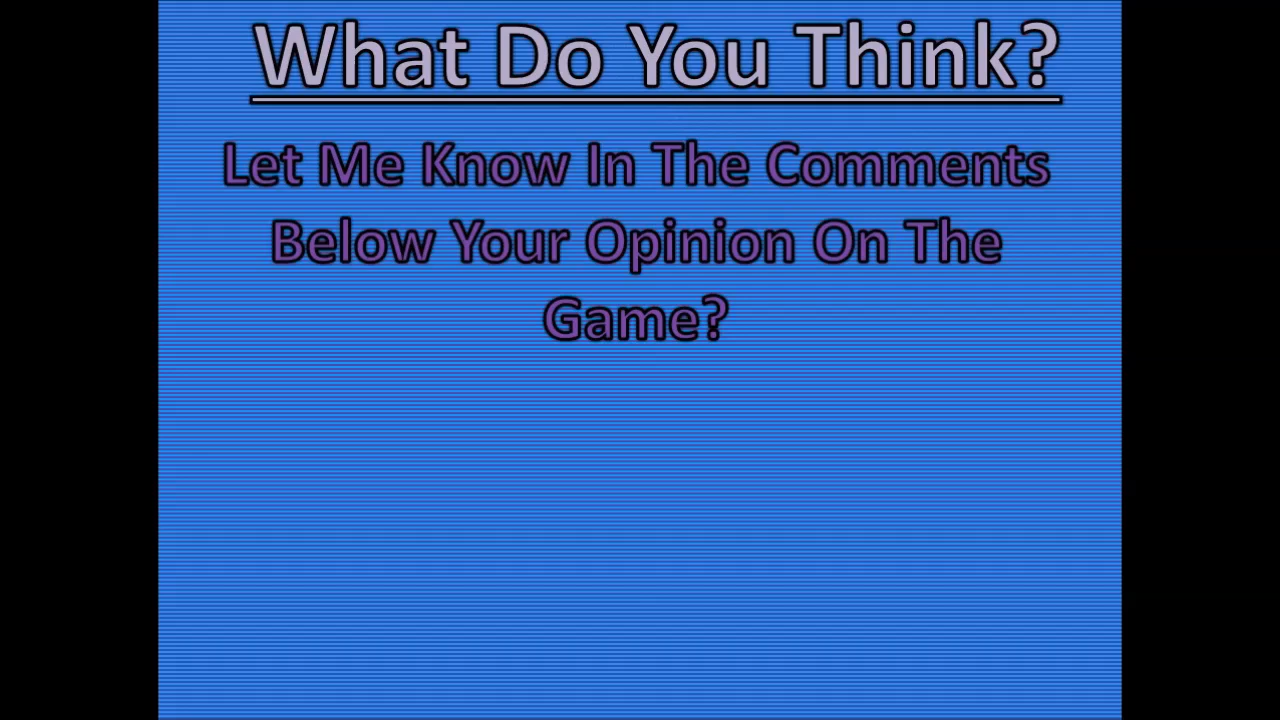 What Do You Think?
Let Me Know In The Comments
Below Your Opinion On The
Game?